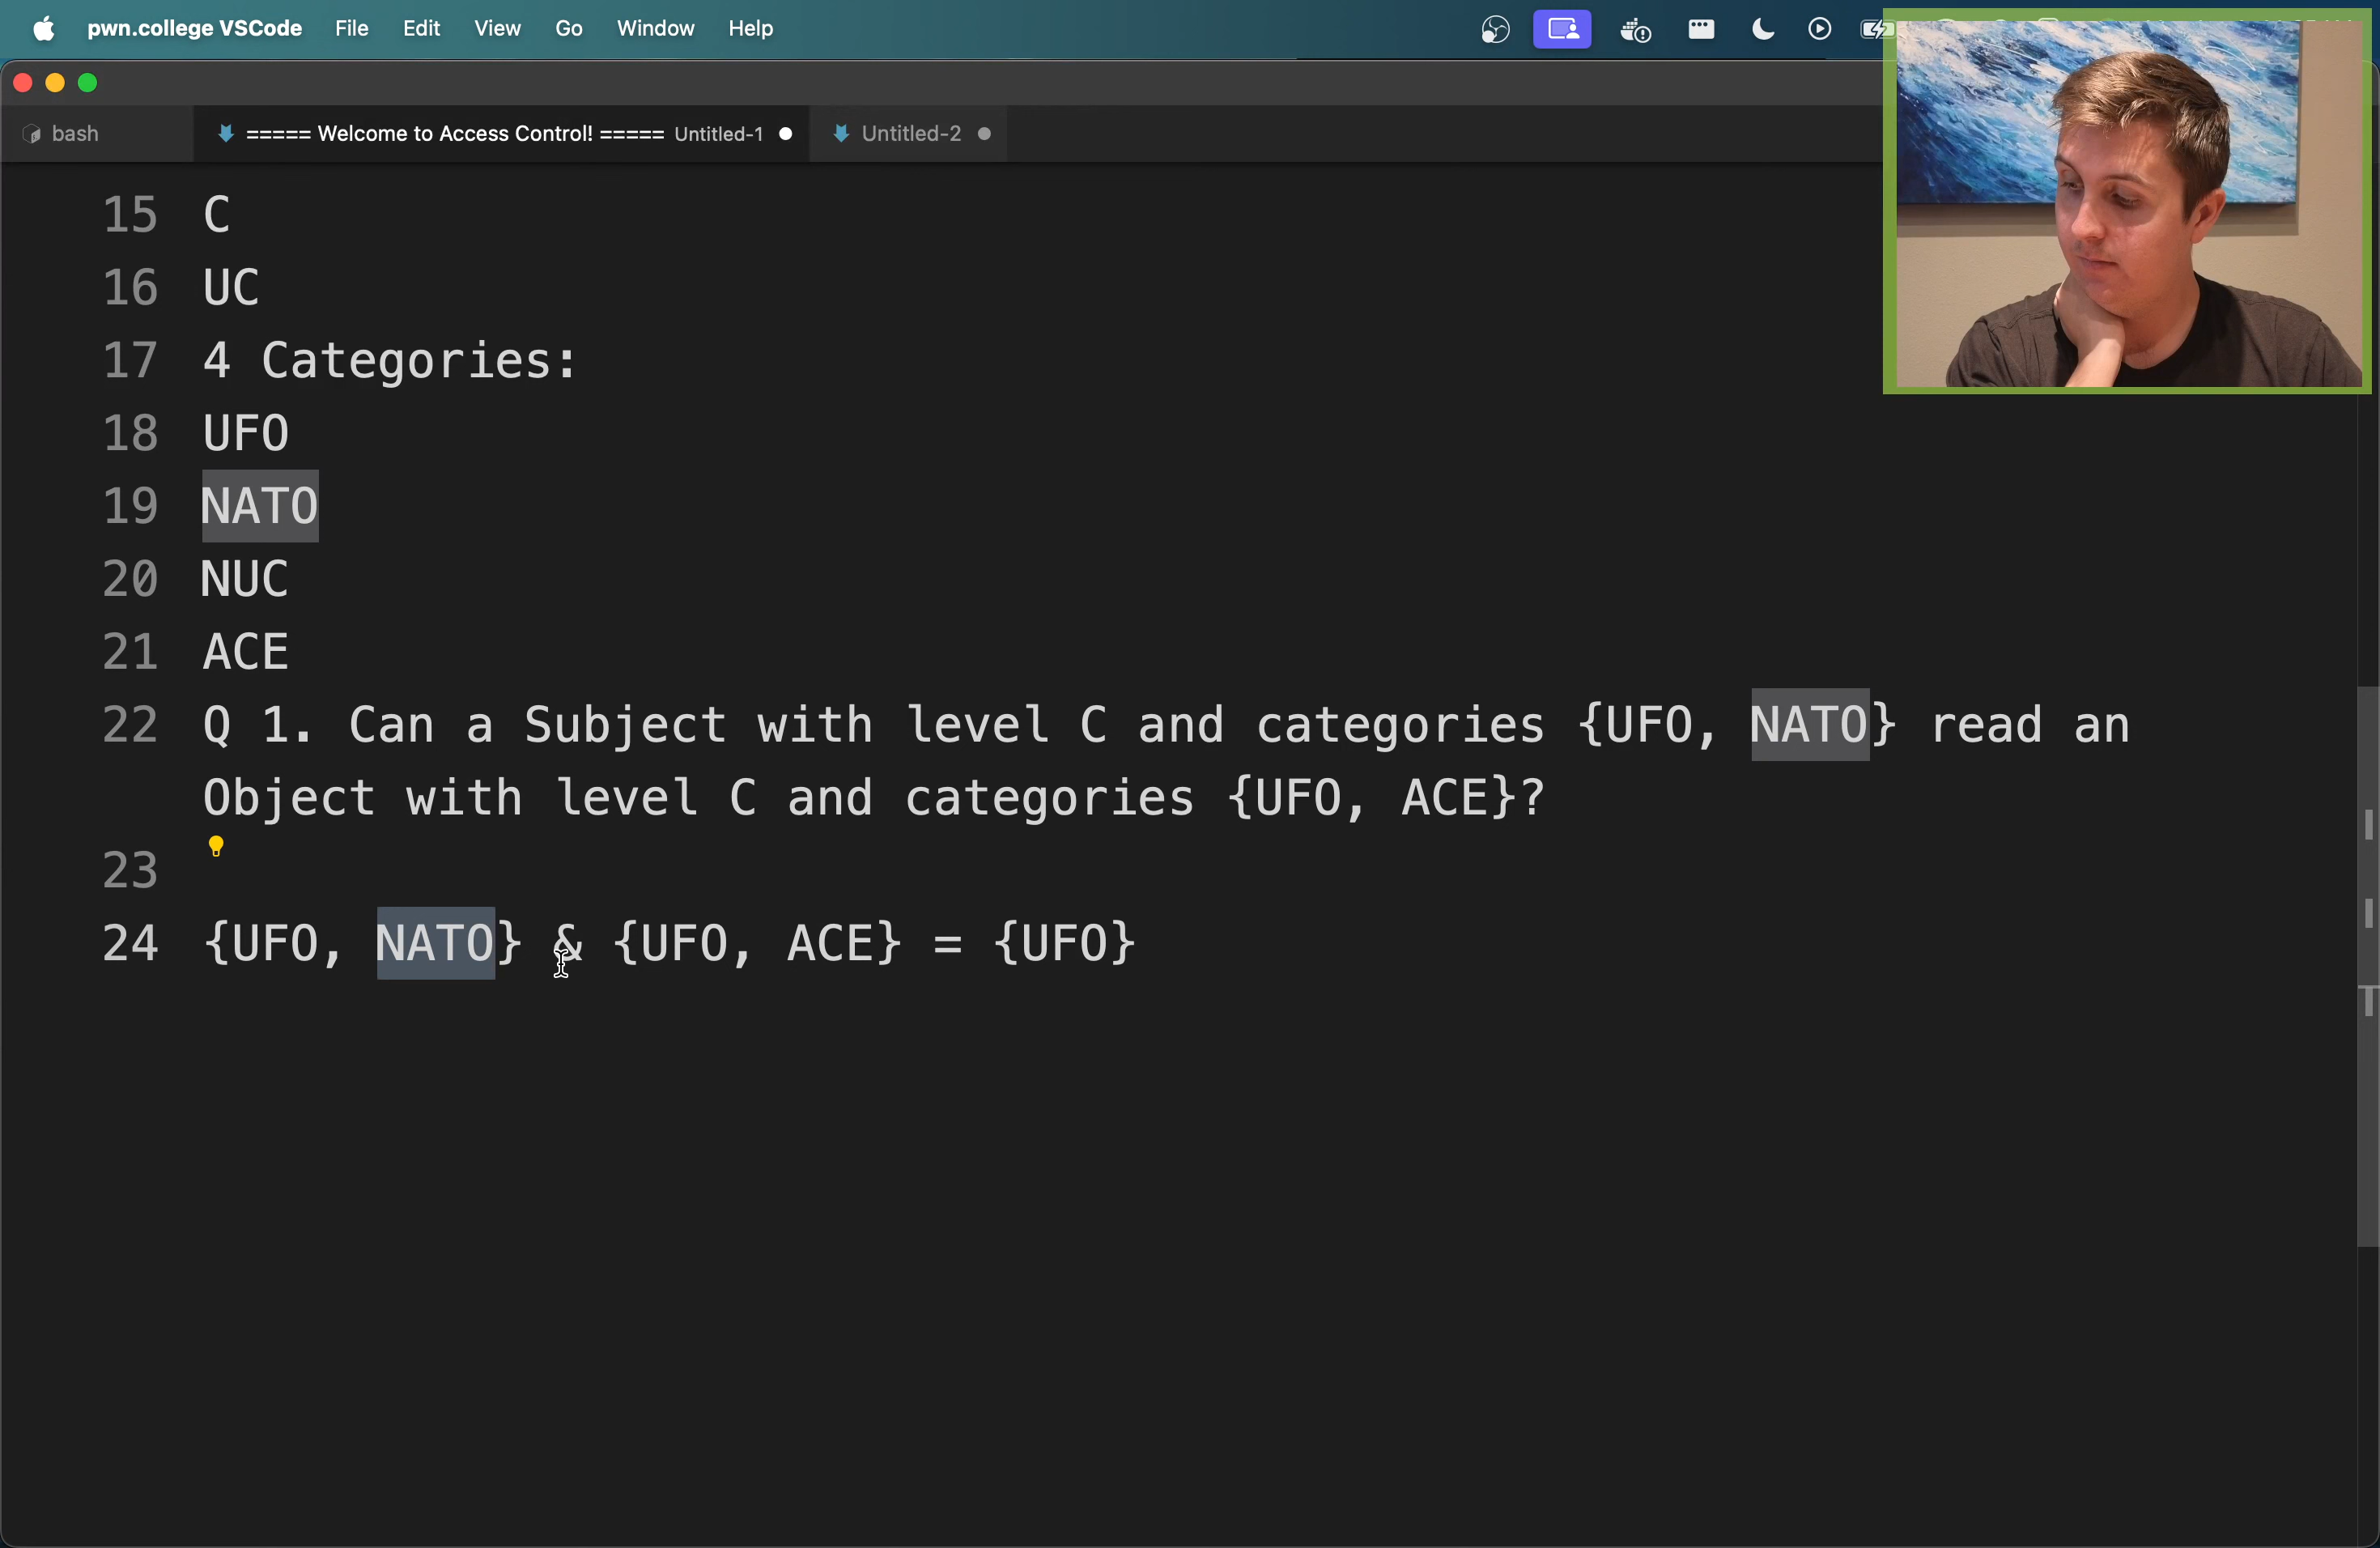 pwn.college VSCode File Edit View Go Window Help
bash ===== Welcome to Access Control! ===== Untitled-1 Untitled-2
15 C
16 UC
17 4 Categories:
18 UFO
19 NATO
20 NUC
21 ACE
22 Q 1. Can a Subject with level C and categories {UFO, NATO} read an
Object with level C and categories {UFO, ACE}?
23
24 {UFO, NATO} & {UFO, ACE} = {UFO}